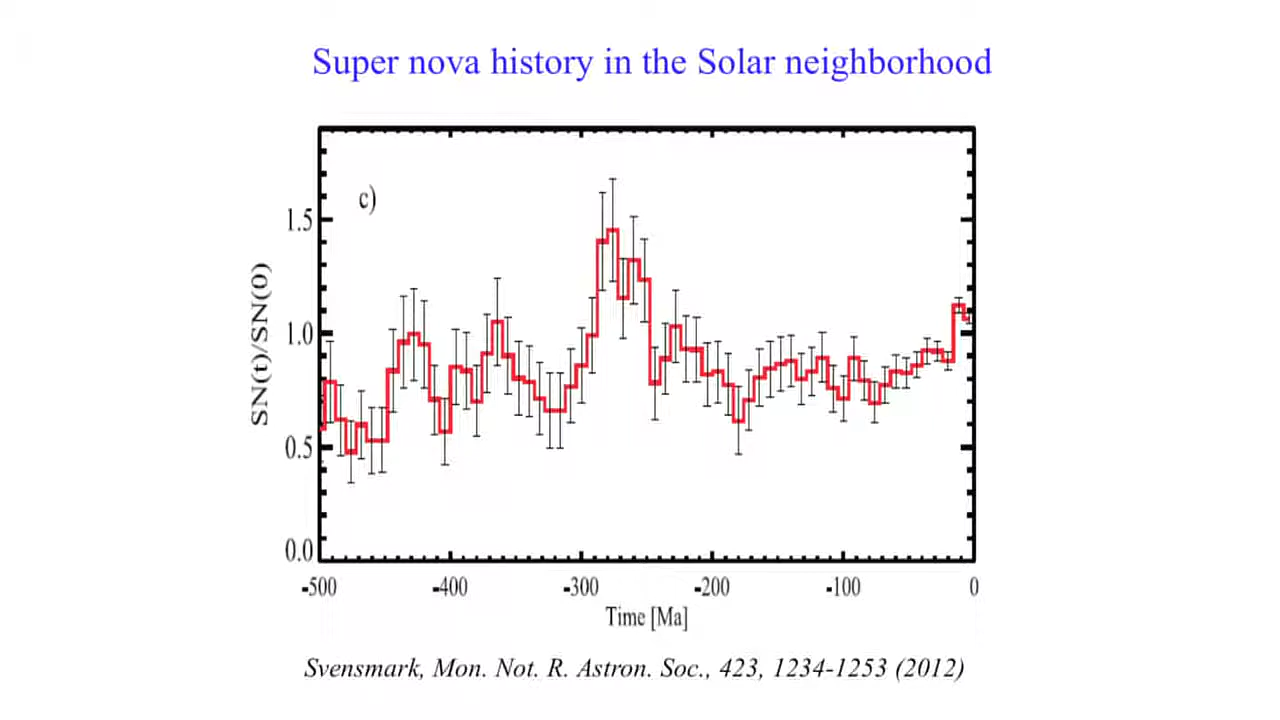 Super nova history in the Solar neighborhood
c)
1.5
1.0
0.5
0.0
SN(t)/SN(0)
-500 -400 -300 -200 -100 0
Time [Ma]
Svensmark, Mon. Not. R. Astron. Soc., 423, 1234-1253 (2012)